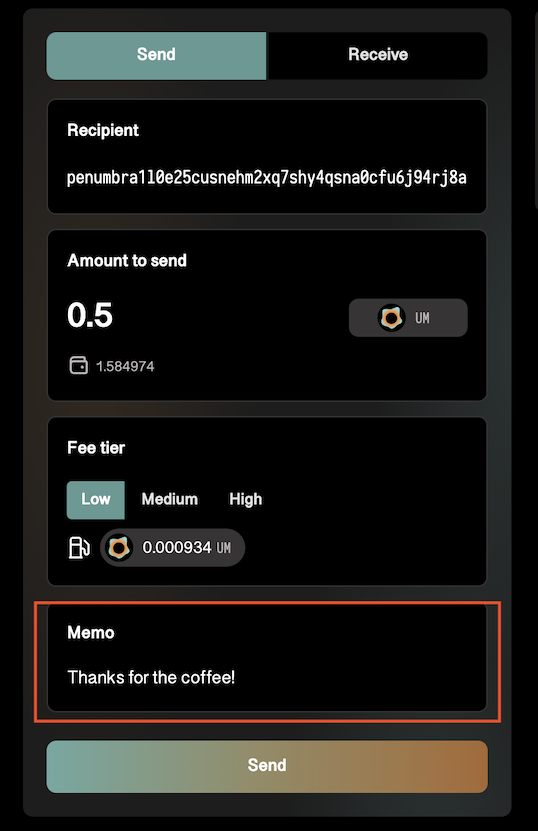 Send
Receive
Recipient
penumbra1l0e25cusnehm2xq7shy4qsna0cfu6j94rj8a
Amount to send
0.5
UM
1.584974
Fee tier
Low Medium High
0.000934 UM
Memo
Thanks for the coffee!
Send